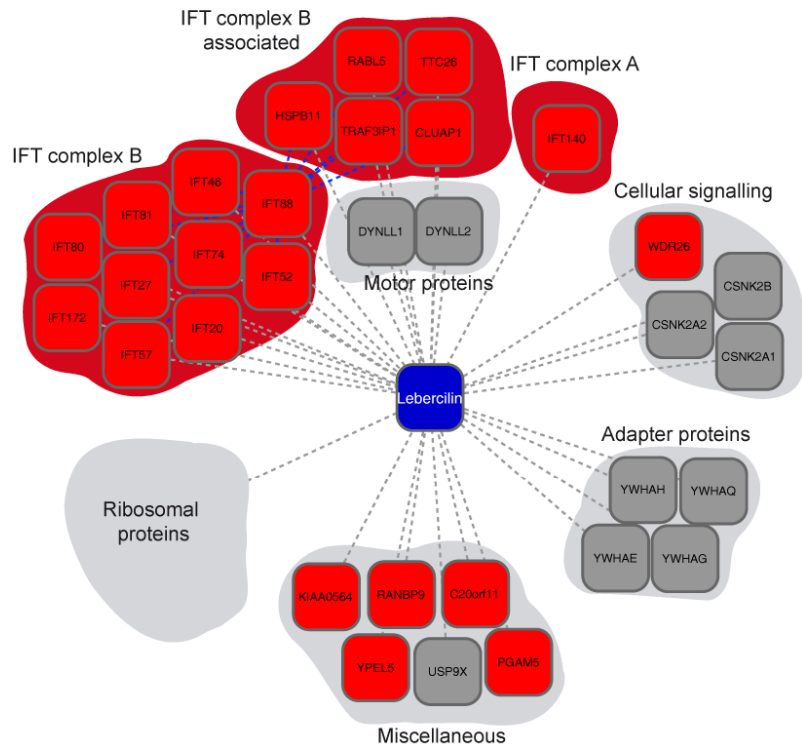 IFT complex B
associated
RABL5
TTC26
IFT complex A
HSPB11
TRAF3IP1
CLUAP1
IFT140
IFT complex B
IFT46
IFT88
IFT81
IFT80
IFT74
IFT27
IFT52
IFT172
IFT20
IFT57
DYNLL1
DYNLL2
Motor proteins
Cellular signalling
WDR26
CSNK2B
CSNK2A2
CSNK2A1
Lebercilin
Adapter proteins
YWHAH
YWHAQ
YWHAE
YWHAG
Ribosomal
proteins
KIAA0564
RANBP9
C20orf11
YPEL5
USP9X
PGAM5
Miscellaneous